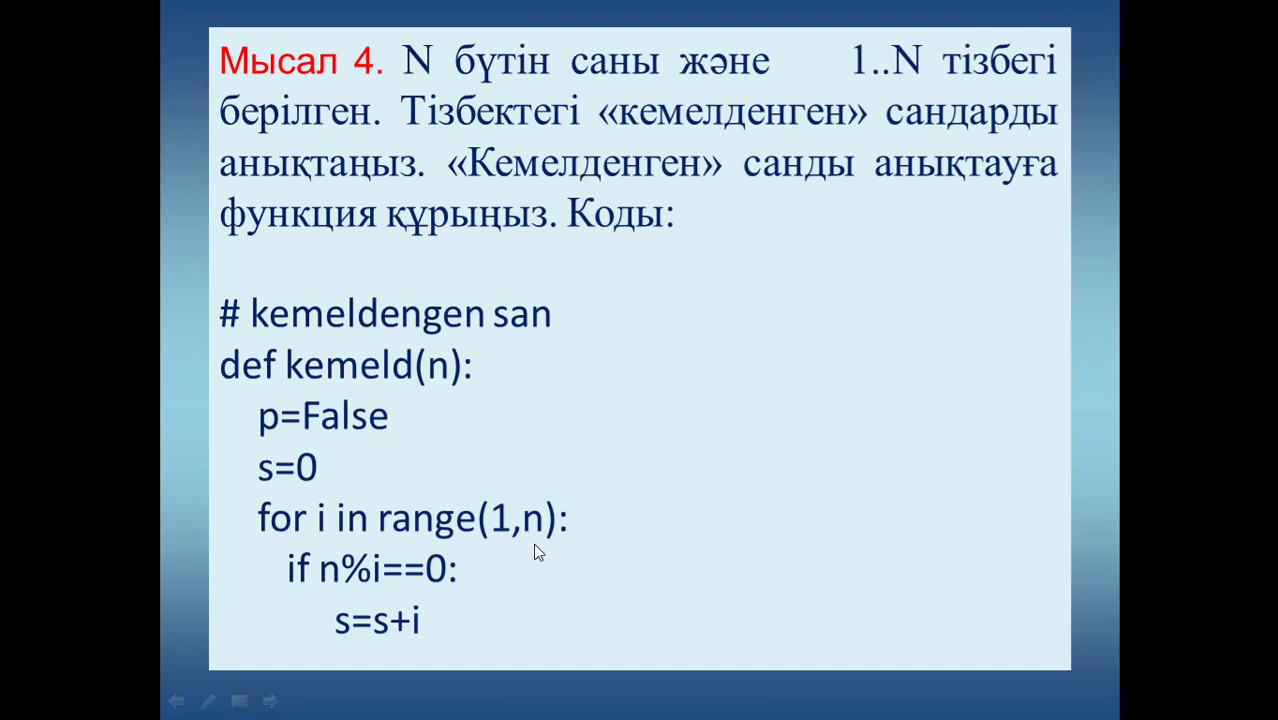 Мысал 4. N бүтін саны және 1..N тізбегі
берілген. Тізбектегі «кемелденген» сандарды
анықтаңыз. «Кемелденген» санды анықтауға
функция құрыңыз. Коды:
# kemeldengen san
def kemeld(n):
p=False
s=0
for i in range(1,n):
if n%i==0:
s=s+i